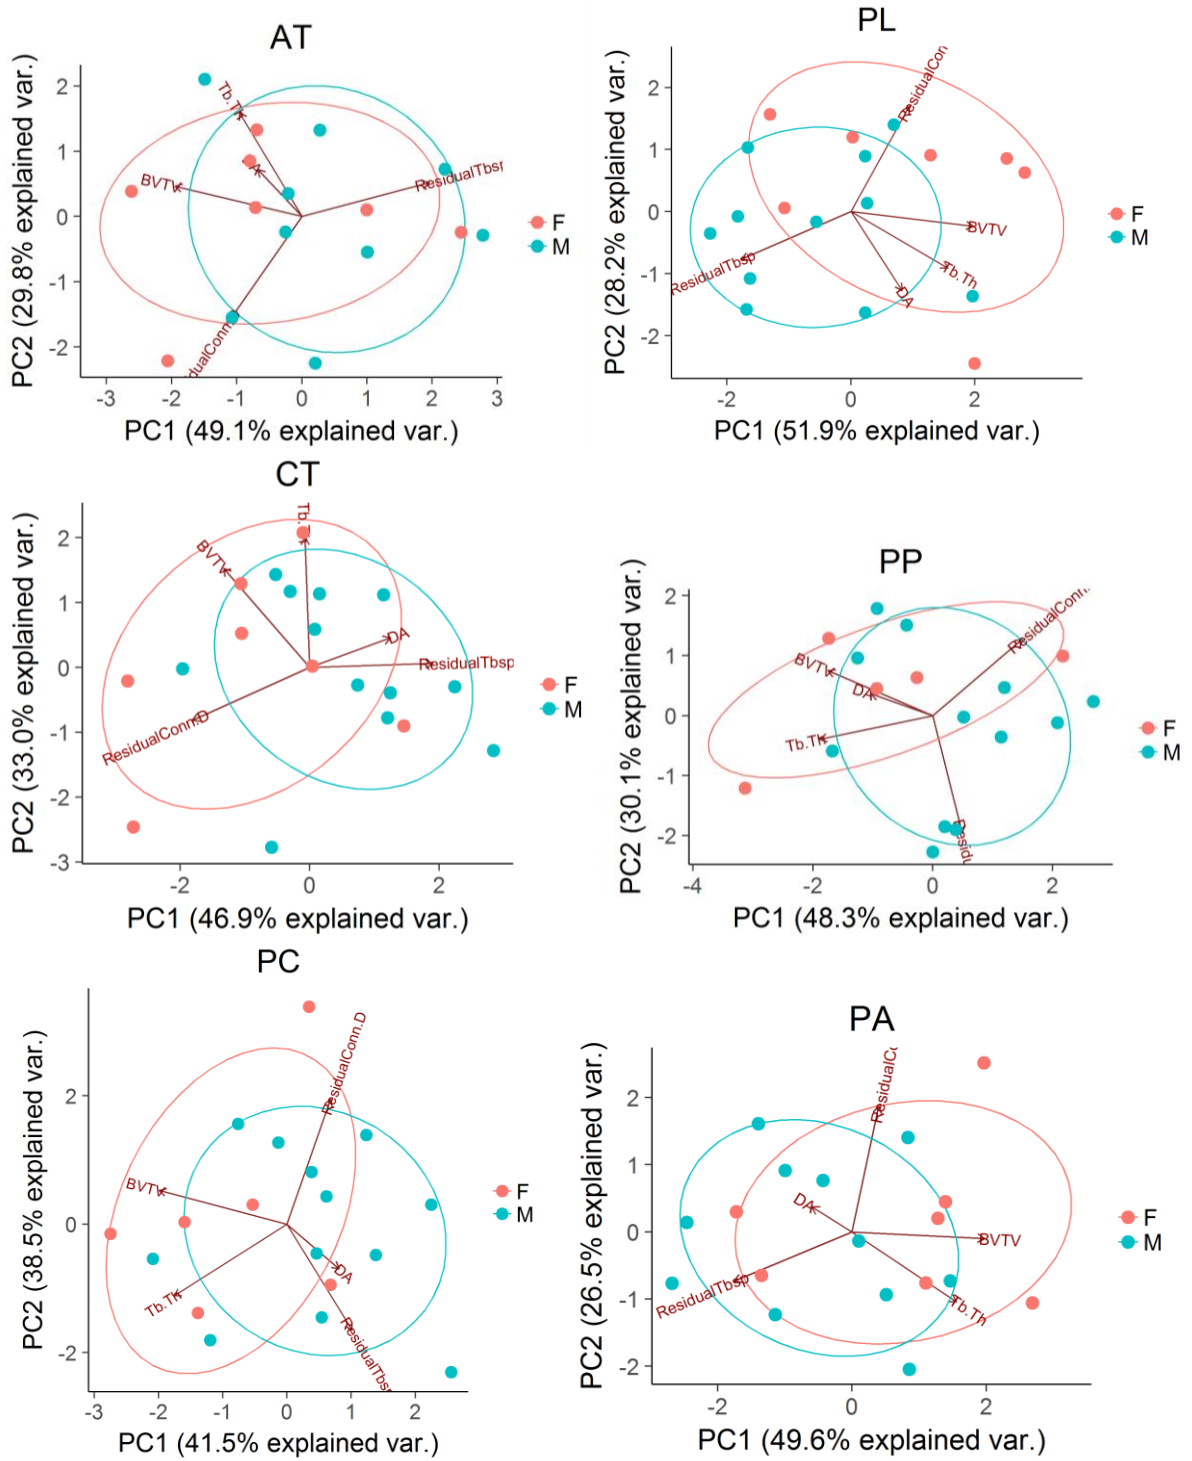 AT
PC2 (29.8% explained var.)
2
1
0
-1
-2
Tb.Th
BVTV
ResidualTbsp
-3
-2
-1
0
1
2
3
PC1 (49.1% explained var.)
F
M
PL
PC2 (28.2% explained var.)
2
1
0
-1
-2
ResidualCon
BVTV
Tb.Th
DA
ResidualTbsp
-2
0
2
PC1 (51.9% explained var.)
F
M
CT
PC2 (33.0% explained var.)
2
1
0
-1
-2
-3
BVTV
DA
ResidualTbsp
ResidualConn.D
-2
0
2
PC1 (46.9% explained var.)
F
M
PP
PC2 (30.1% explained var.)
2
1
0
-1
-2
ResidualConn.
BVTV
DA
Tb.Th
-4
-2
0
2
PC1 (48.3% explained var.)
F
M
PC
PC2 (38.5% explained var.)
2
0
-2
ResidualConn.D
BVTV
Tb.Th
DA
ResidualTbsp
-3
-2
-1
0
1
2
PC1 (41.5% explained var.)
F
M
PA
PC2 (26.5% explained var.)
2
1
0
-1
-2
ResidualCo
DA
BVTV
ResidualTbsp
Tb.Th
-2
0
2
PC1 (49.6% explained var.)
F
M